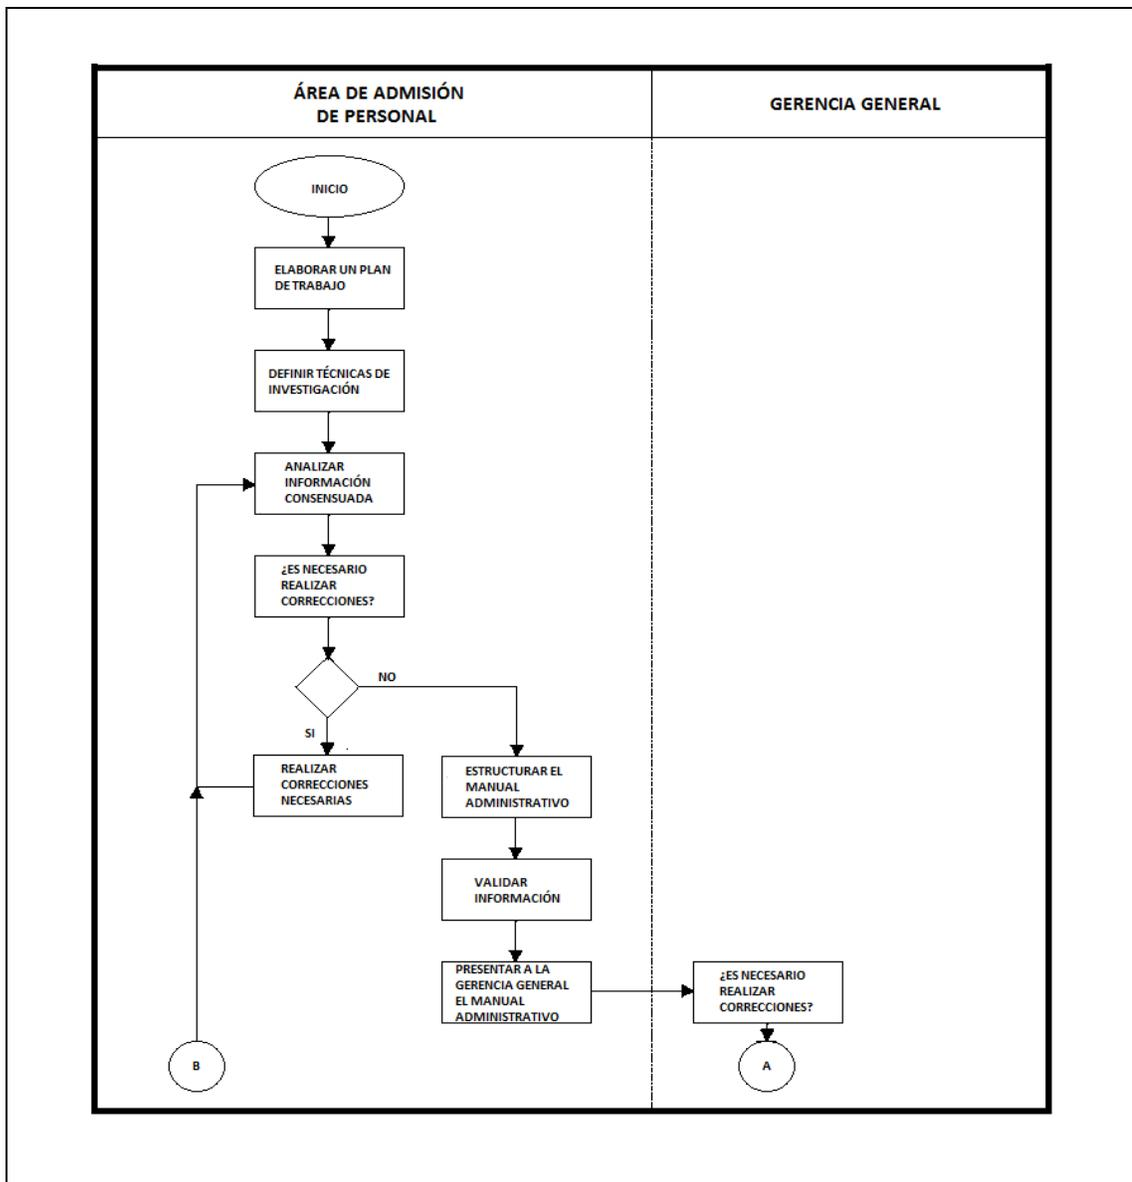 ÁREA DE ADMISIÓN
DE PERSONAL
GERENCIA GENERAL
INICIO
ELABORAR UN PLAN
DE TRABAJO
DEFINIR TÉCNICAS DE
INVESTIGACIÓN
ANALIZAR
INFORMACIÓN
CONSENSUADA
¿ES NECESARIO
REALIZAR
CORRECCIONES?
NO
SI
REALIZAR
CORRECCIONES
NECESARIAS
ESTRUCTURAR EL
MANUAL
ADMINISTRATIVO
VALIDAR
INFORMACIÓN
PRESENTAR A LA
GERENCIA GENERAL
EL MANUAL
ADMINISTRATIVO
¿ES NECESARIO
REALIZAR
CORRECCIONES?
B
A